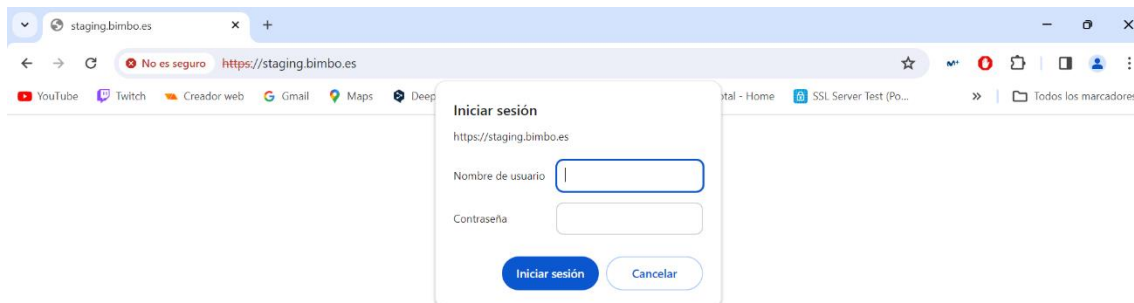 staging.bimbo.es
No es seguro https://staging.bimbo.es
YouTube Twitch Creador web Gmail Maps Deep otal - Home SSL Server Test (Po... » Todos los marcadores
Iniciar sesión
https://staging.bimbo.es
Nombre de usuario
Contraseña
Iniciar sesión Cancelar